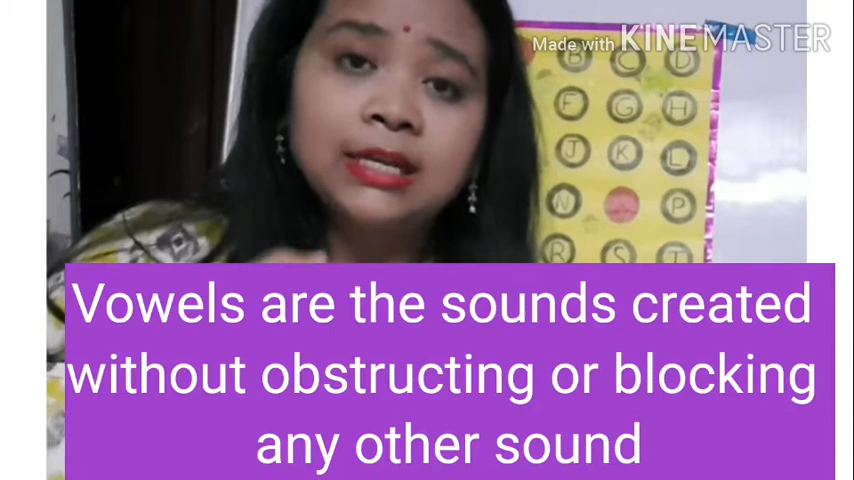 Made with KINEMASTER
B C D
F G H
J K L
N P
R S T
Vowels are the sounds created
without obstructing or blocking
any other sound